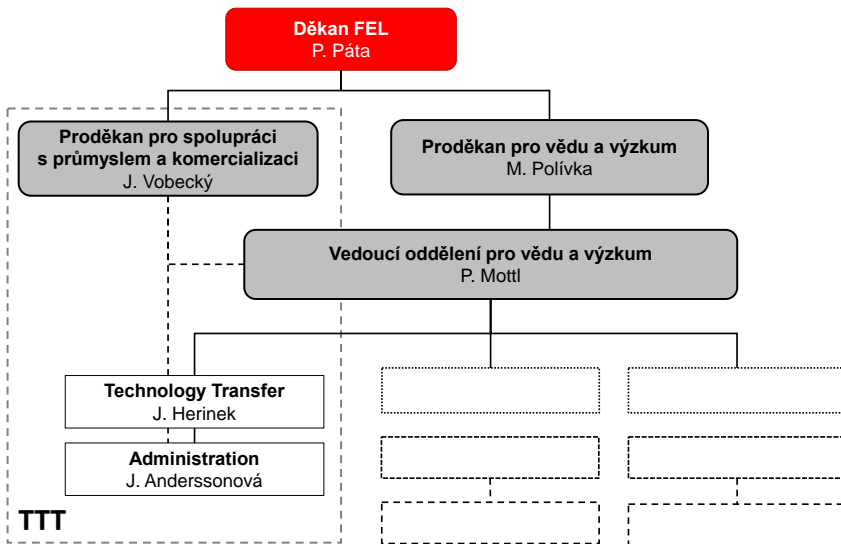 Děkan FEL
P. Páta
Proděkan pro spolupráci
s průmyslem a komercializaci
J. Vobecký
Proděkan pro vědu a výzkum
M. Polívka
Vedoucí oddělení pro vědu a výzkum
P. Mottl
Technology Transfer
J. Herinek
Administration
J. Anderssonová
TTT